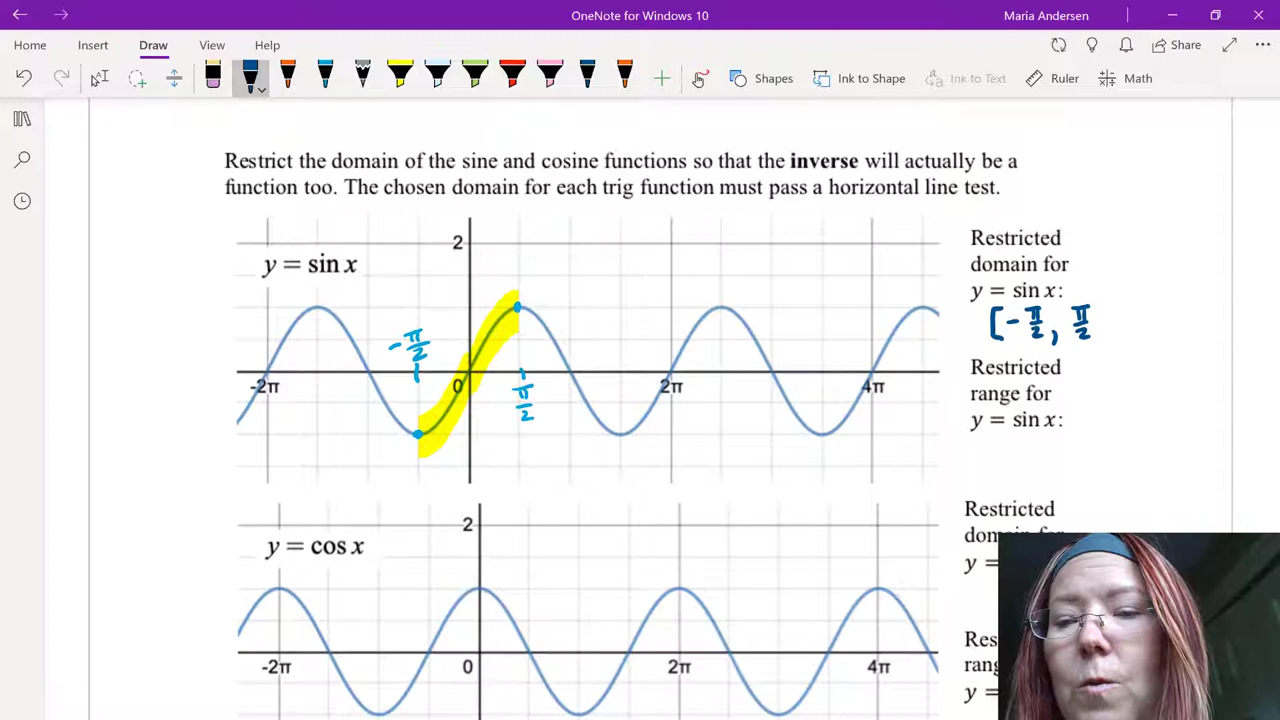 OneNote for Windows 10
Maria Andersen
Home Insert Draw View Help
Share
Shapes Ink to Shape Ink to Text Ruler Math
Restrict the domain of the sine and cosine functions so that the inverse will actually be a
function too. The chosen domain for each trig function must pass a horizontal line test.
2
y = sin x
-π/2
-2π 0 2π 4π
π/2
Restricted
domain for
y = sin x:
[-π/2, π/2
Restricted
range for
y = sin x:
2
y = cos x
-2π 0 2π 4π
Restricted
y =
y =